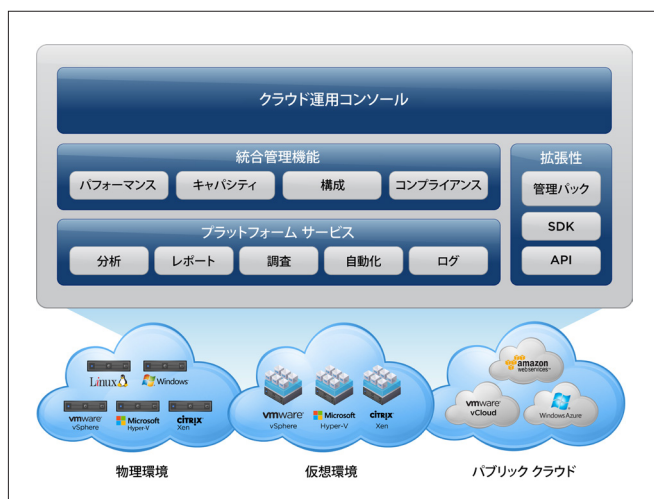 クラウド運用コンソール
統合管理機能
パフォーマンス
キャパシティ
構成
コンプライアンス
プラットフォーム サービス
分析
レポート
調査
自動化
ログ
拡張性
管理パック
SDK
API
Linux
Windows
vmware
vSphere
Microsoft
Hyper-V
CITRIX
Xen
物理環境
vmware
vSphere
Microsoft
Hyper-V
CITRIX
Xen
仮想環境
amazon
webservices
vmware
vCloud
Windows Azure
パブリック クラウド